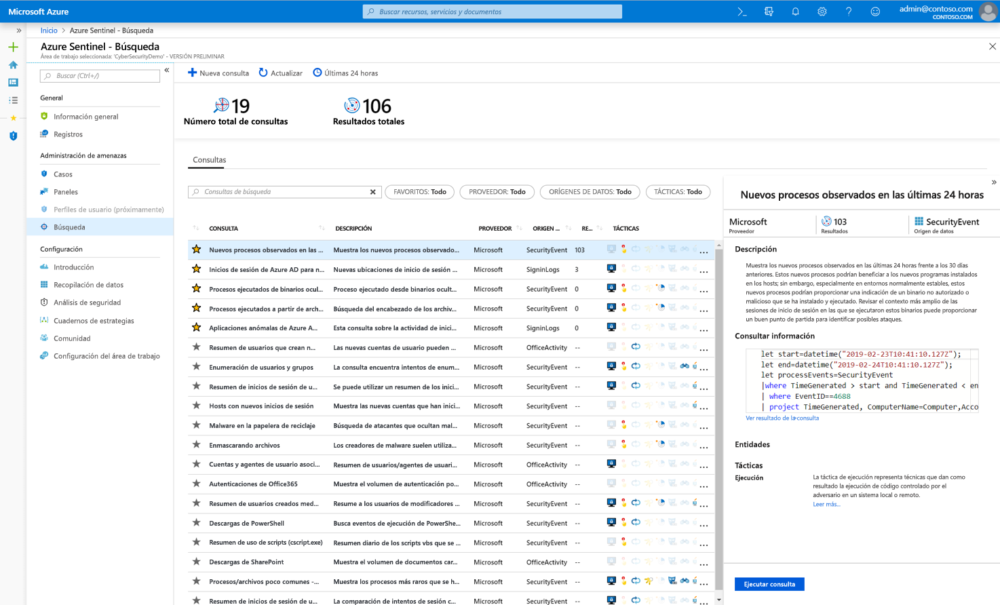 Microsoft Azure
Buscar recursos, servicios y documentos
admin@contoso.com
CONTOSO.COM
Inicio > Azure Sentinel - Búsqueda
Azure Sentinel - Búsqueda
Área de trabajo seleccionada: 'CyberSecurityDemo' - VERSIÓN PRELIMINAR
Buscar (Ctrl+/)
General
Información general
Registros
Administración de amenazas
Casos
Paneles
Perfiles de usuario (próximamente)
Búsqueda
Configuración
Introducción
Recopilación de datos
Análisis de seguridad
Cuadernos de estrategias
Comunidad
Configuración del área de trabajo
Nueva consulta Actualizar Últimas 24 horas
19 106
Número total de consultas Resultados totales
Consultas
Consultas de búsqueda FAVORITOS: Todo PROVEEDOR: Todo ORÍGENES DE DATOS: Todo TÁCTICAS: Todo
CONSULTA DESCRIPCIÓN PROVEEDOR ORIGEN ... RE... TÁCTICAS
Nuevos procesos observados en las ... Muestra los nuevos procesos observado... Microsoft SecurityEvent 103 ...
Inicios de sesión de Azure AD para n... Nuevas ubicaciones de inicio de sesión ... Microsoft SigninLogs 3 ...
Procesos ejecutados de binarios ocul... Proceso ejecutado desde binarios ocult... Microsoft SecurityEvent 0 ...
Procesos ejecutados a partir de arch... Búsqueda del encabezado de los archiv... Microsoft SecurityEvent 0 ...
Aplicaciones anómalas de Azure A... Esta consulta sobre la actividad de inici... Microsoft SigninLogs 0 ...
Resumen de usuarios que crean n... Las nuevas cuentas de usuario pueden ... Microsoft OfficeActivity -- ...
Enumeración de usuarios y grupos La consulta encuentra intentos de enum... Microsoft SecurityEvent -- ...
Resumen de inicios de sesión de u... Se puede utilizar un resumen de los inici... Microsoft SecurityEvent -- ...
Hosts con nuevos inicios de sesión Muestra las nuevas cuentas que han inici... Microsoft SecurityEvent -- ...
Malware en la papelera de reciclaje Búsqueda de atacantes que ocultan mal... Microsoft SecurityEvent -- ...
Enmascarando archivos Los creadores de malware suelen utiliza... Microsoft SecurityEvent -- ...
Cuentas y agentes de usuario asoci... Resumen de usuarios/agentes de usuari... Microsoft OfficeActivity -- ...
Autenticaciones de Office365 Muestra el volumen de autenticación po... Microsoft OfficeActivity -- ...
Resumen de usuarios creados med... Resume a los usuarios de modificadores ... Microsoft SecurityEvent -- ...
Descargas de PowerShell Busca eventos de ejecución de PowerShe... Microsoft SecurityEvent -- ...
Resumen de uso de scripts (cscript.exe) Resumen diario de los scripts vbs que se ... Microsoft SecurityEvent -- ...
Descargas de SharePoint Muestra el volumen de documentos car... Microsoft OfficeActivity -- ...
Procesos/archivos poco comunes -... Muestra los procesos más raros que se h... Microsoft SecurityEvent -- ...
Resumen de inicios de sesión de u... La comparación de intentos de sesión c... Microsoft SecurityEvent -- ...
Nuevos procesos observados en las últimas 24 horas
Microsoft 103 SecurityEvent
Proveedor Resultados Origen de datos
Descripción
Muestra los nuevos procesos observados en las últimas 24 horas frente a los 30 días
anteriores. Estos nuevos procesos podrían beneficiar a los nuevos programas instalados
en los hosts; sin embargo, especialmente en entornos normalmente estables, estos
nuevos procesos podrían proporcionar una indicación de un binario no autorizado o
malicioso que se ha instalado y ejecutado. Revisar el contexto más amplio de las
sesiones de inicio de sesión en las que se ejecutaron estos binarios puede proporcionar
un buen punto de partida para identificar posibles ataques.
Consultar información
let start=datetime("2019-02-23T10:41:10.127Z");
let end=datetime("2019-02-24T10:41:10.127Z");
let processEvents=SecurityEvent
|where TimeGenerated > start and TimeGenerated < en
| where EventID==4688
| project TimeGenerated, ComputerName=Computer,Acco
Ver resultado de la consulta
Entidades
Tácticas
Ejecución
La táctica de ejecución representa técnicas que dan como
resultado la ejecución de código controlado por el
adversario en un sistema local o remoto.
Leer más...
Ejecutar consulta